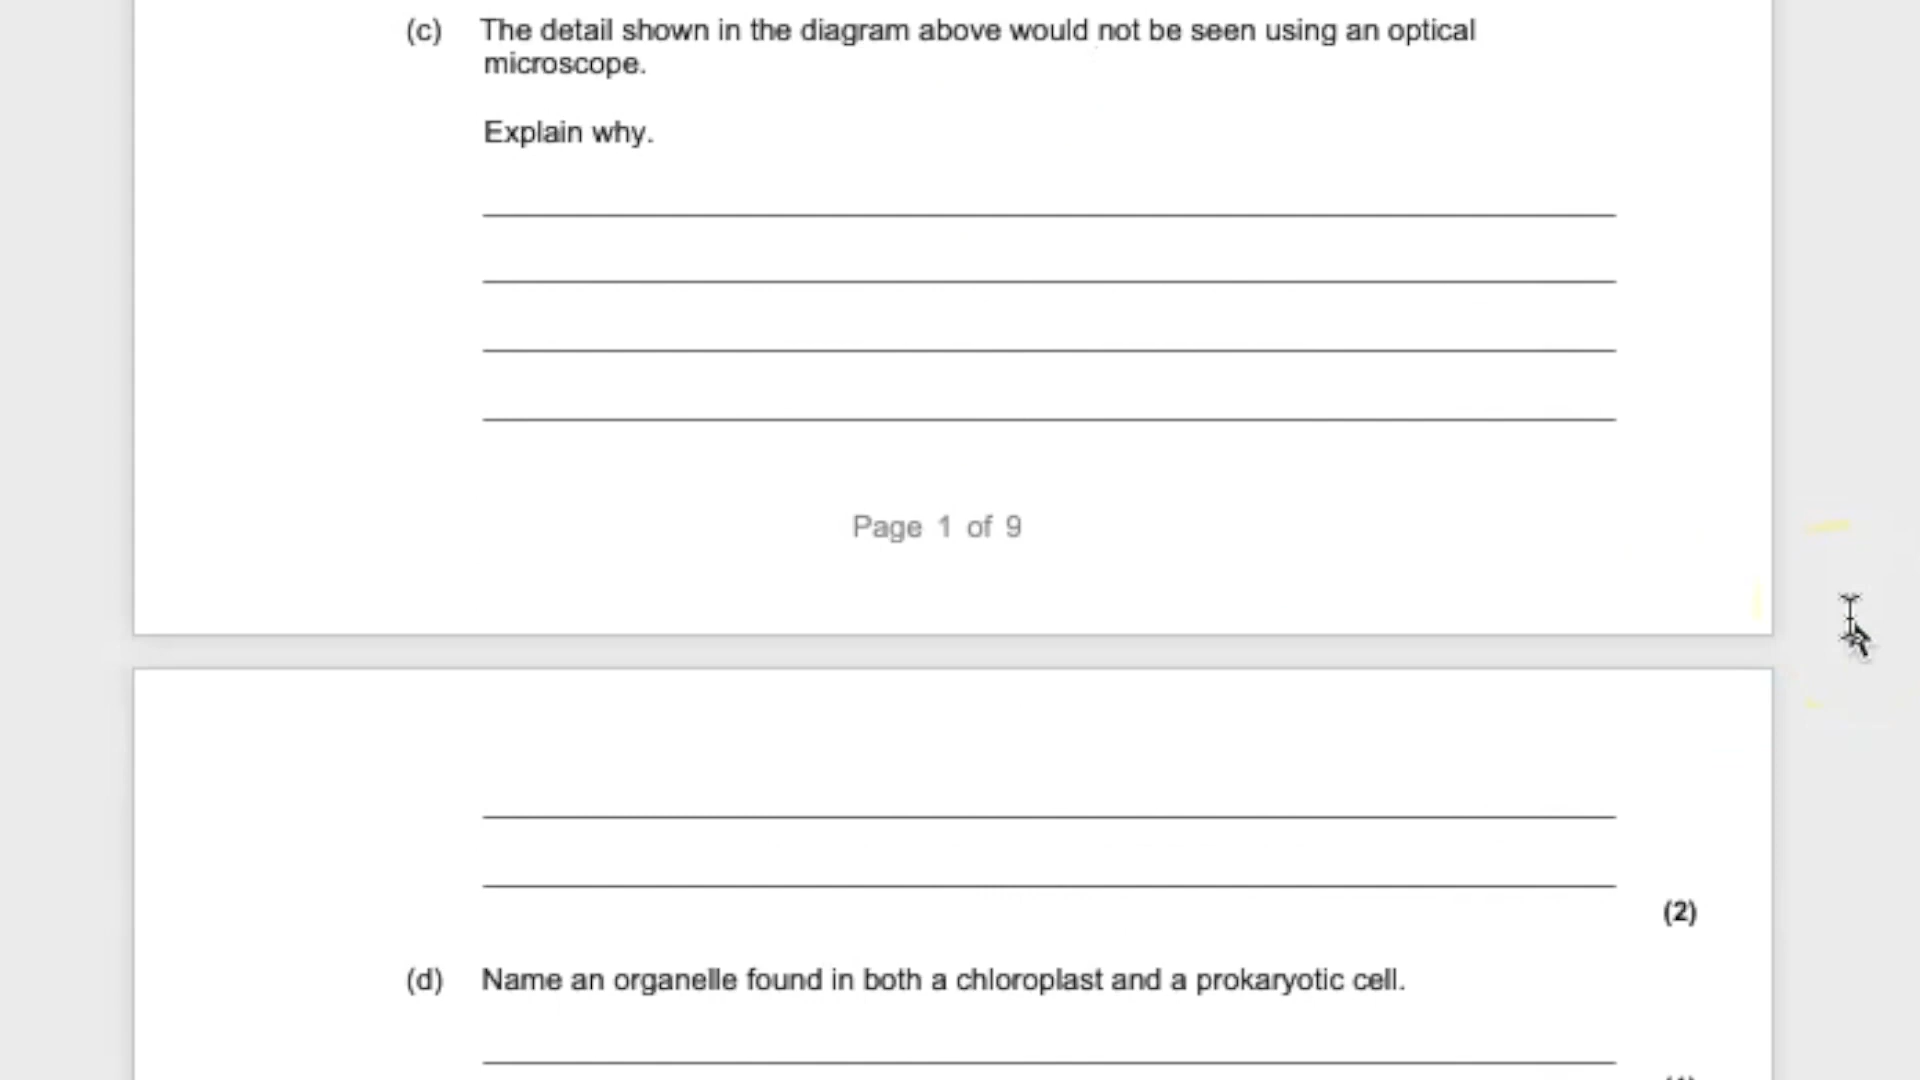 (c) The detail shown in the diagram above would not be seen using an optical
microscope.
Explain why.
Page 1 of 9
(2)
(d) Name an organelle found in both a chloroplast and a prokaryotic cell.